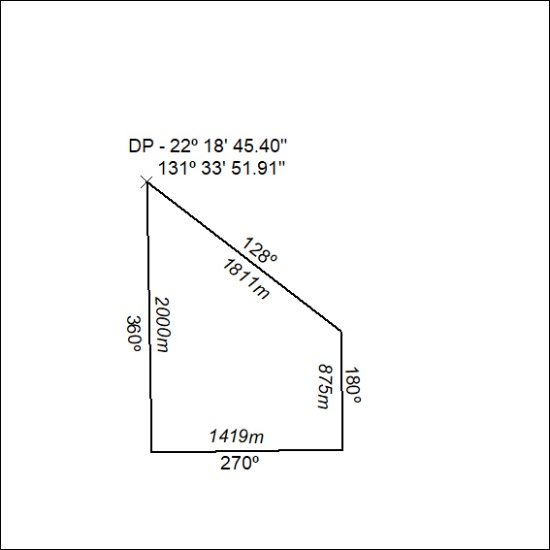 DP - 22º 18' 45.40"
131º 33' 51.91"
128º
1811m
2000m
360º
875m
180º
1419m
270º